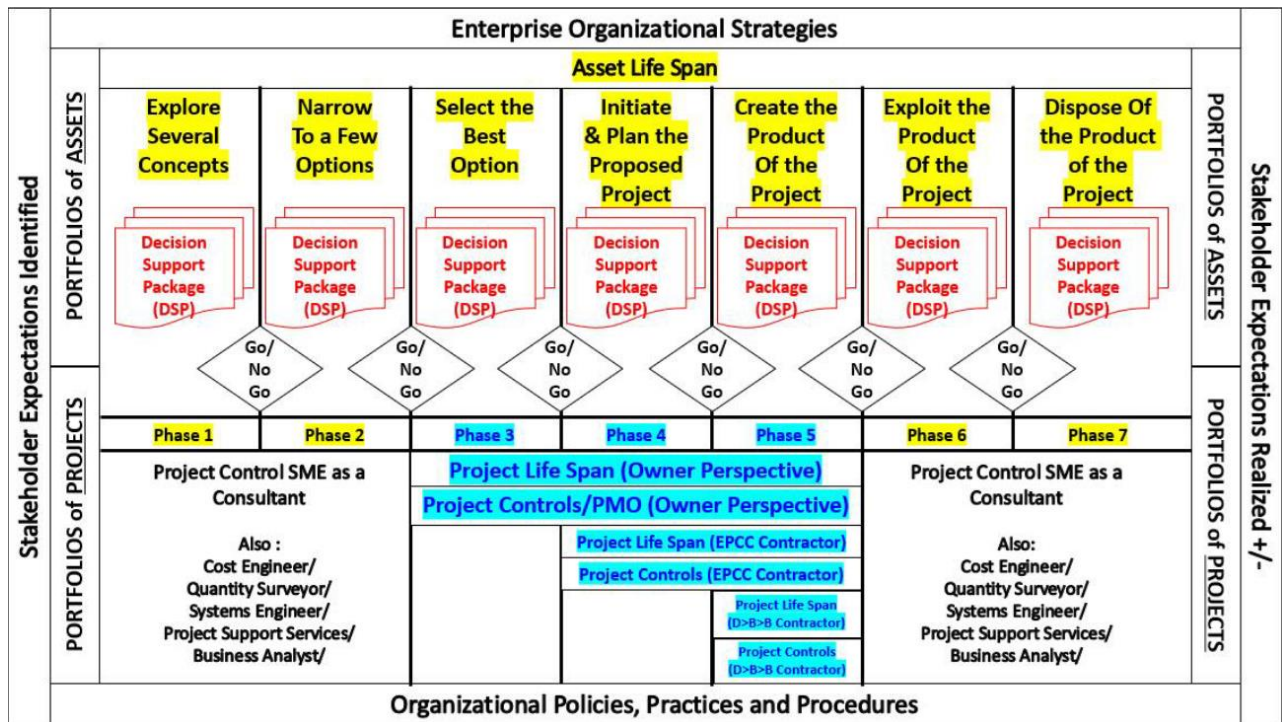 Enterprise Organizational Strategies
Stakeholder Expectations Identified
PORTFOLIOS of ASSETS
PORTFOLIOS of PROJECTS
Asset Life Span
Explore
Several
Concepts
Narrow
To a Few
Options
Select the
Best
Option
Initiate
& Plan the
Proposed
Project
Create the
Product
Of the
Project
Exploit the
Product
Of the
Project
Dispose Of
the Product
of the
Project
Decision
Support
Package
(DSP)
Decision
Support
Package
(DSP)
Decision
Support
Package
(DSP)
Decision
Support
Package
(DSP)
Decision
Support
Package
(DSP)
Decision
Support
Package
(DSP)
Decision
Support
Package
(DSP)
Go/
No
Go
Go/
No
Go
Go/
No
Go
Go/
No
Go
Go/
No
Go
Go/
No
Go
Phase 1
Phase 2
Phase 3
Phase 4
Phase 5
Phase 6
Phase 7
Project Control SME as a
Consultant
Also :
Cost Engineer/
Quantity Surveyor/
Systems Engineer/
Project Support Services/
Business Analyst/
Project Life Span (Owner Perspective)
Project Controls/PMO (Owner Perspective)
Project Life Span (EPCC Contractor)
Project Controls (EPCC Contractor)
Project Life Span
(D>B>B Contractor)
Project Controls
(D>B>B Contractor)
Project Control SME as a
Consultant
Also:
Cost Engineer/
Quantity Surveyor/
Systems Engineer/
Project Support Services/
Business Analyst/
PORTFOLIOS of ASSETS
PORTFOLIOS of PROJECTS
Stakeholder Expectations Realized +/-
Organizational Policies, Practices and Procedures